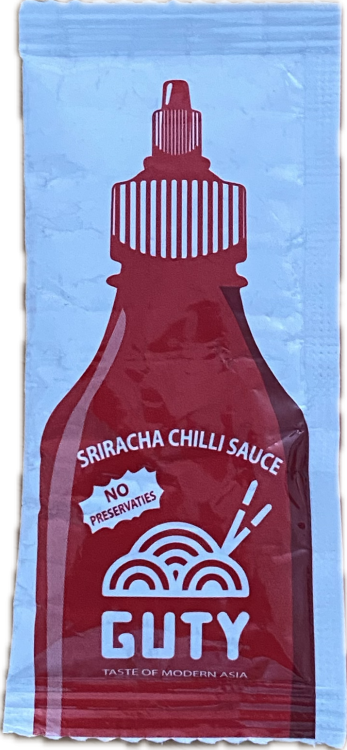 SRIRACHA CHILLI SAUCE
NO
PRESERVATIES
GUTY
TASTE OF MODERN ASIA